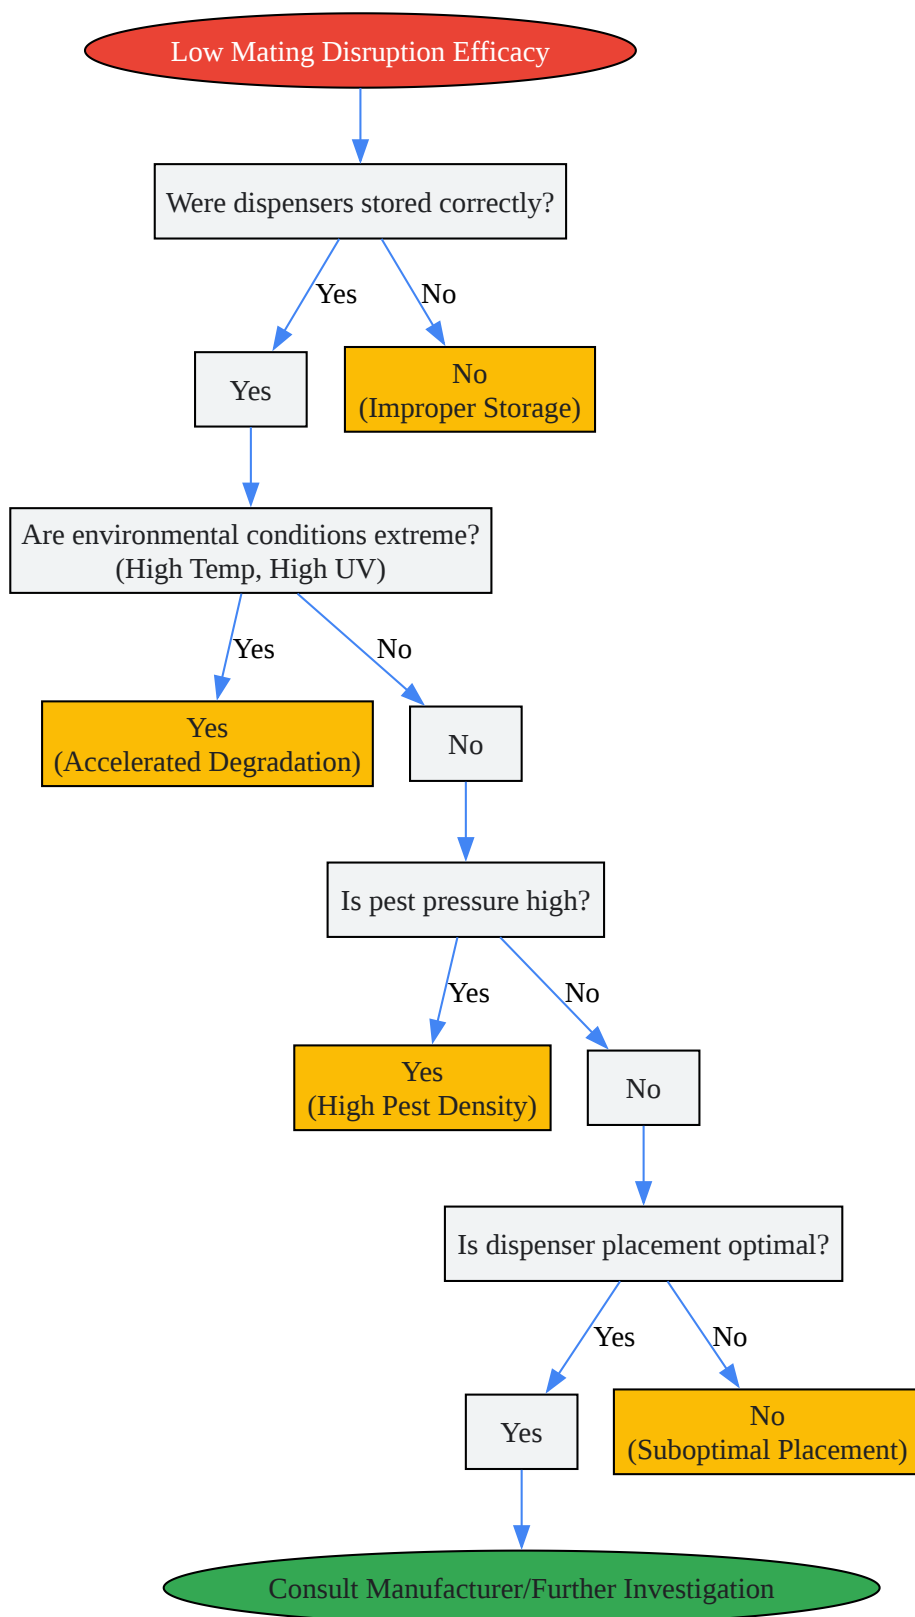 Low Mating Disruption Efficacy
Were dispensers stored correctly?
Yes
No
Yes
No
(Improper Storage)
Are environmental conditions extreme?
(High Temp, High UV)
Yes
No
Yes
(Accelerated Degradation)
No
Is pest pressure high?
Yes
No
Yes
(High Pest Density)
No
Is dispenser placement optimal?
Yes
No
Yes
No
(Suboptimal Placement)
Consult Manufacturer/Further Investigation